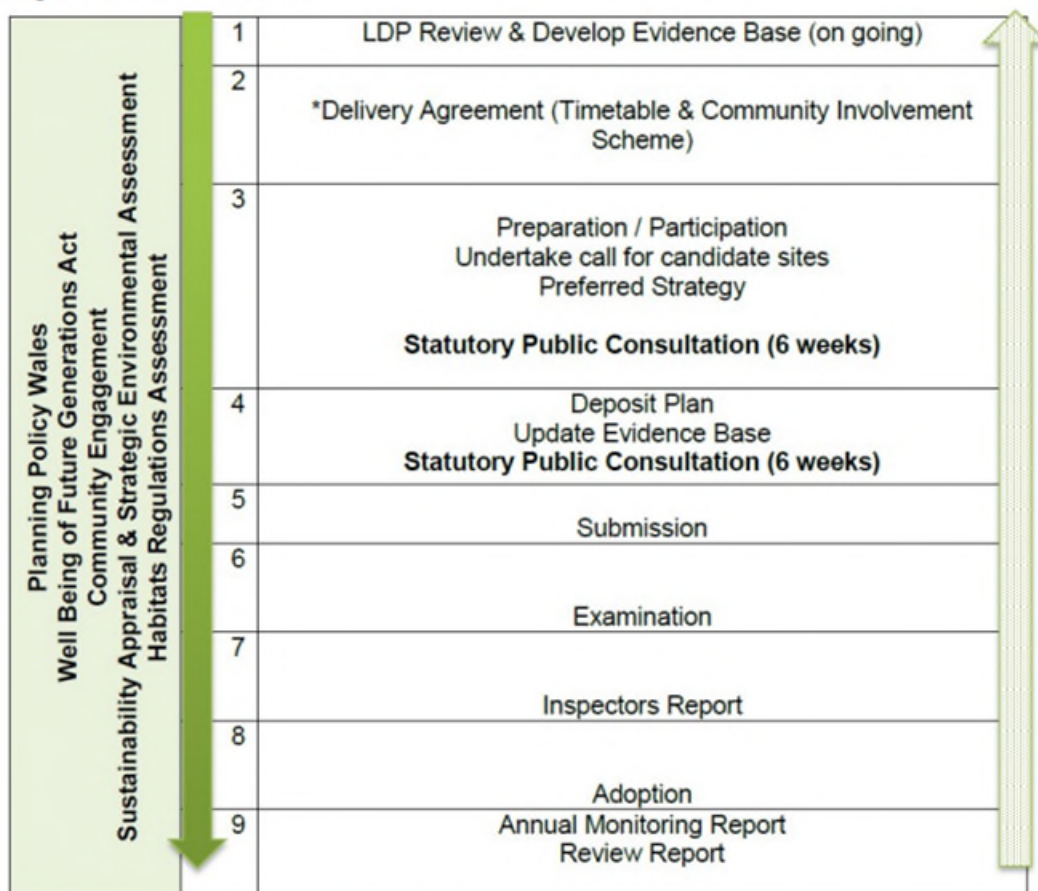 Planning Policy Wales
Well Being of Future Generations Act
Community Engagement
Sustainability Appraisal & Strategic Environmental Assessment
Habitats Regulations Assessment
1
LDP Review & Develop Evidence Base (on going)
2
*Delivery Agreement (Timetable & Community Involvement
Scheme)
3
Preparation / Participation
Undertake call for candidate sites
Preferred Strategy
Statutory Public Consultation (6 weeks)
4
Deposit Plan
Update Evidence Base
Statutory Public Consultation (6 weeks)
5
Submission
6
Examination
7
Inspectors Report
8
Adoption
9
Annual Monitoring Report
Review Report